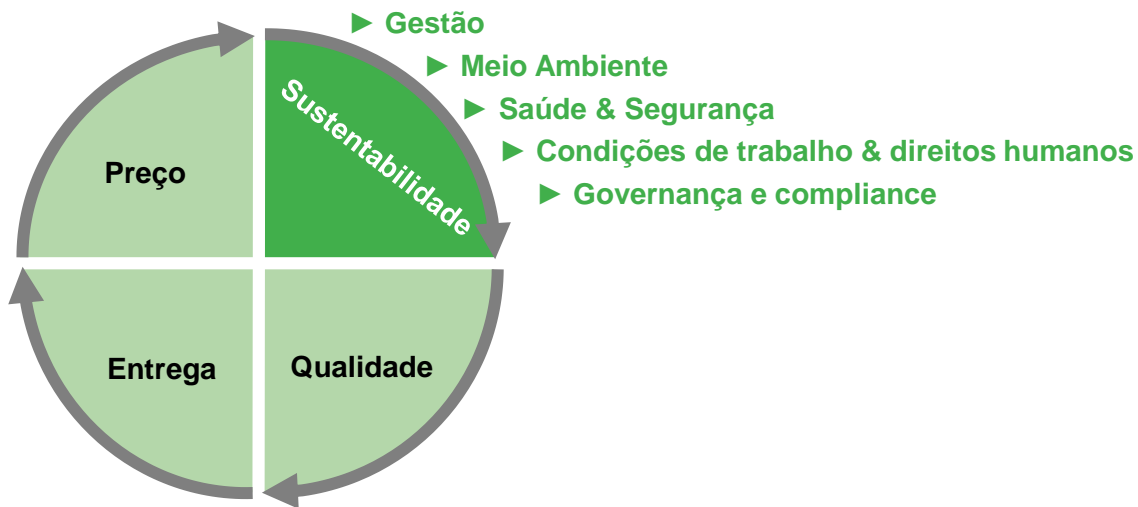 ► Gestão
► Meio Ambiente
► Saúde & Segurança
► Condições de trabalho & direitos humanos
► Governança e compliance
Sustentabilidade
Preço
Entrega
Qualidade